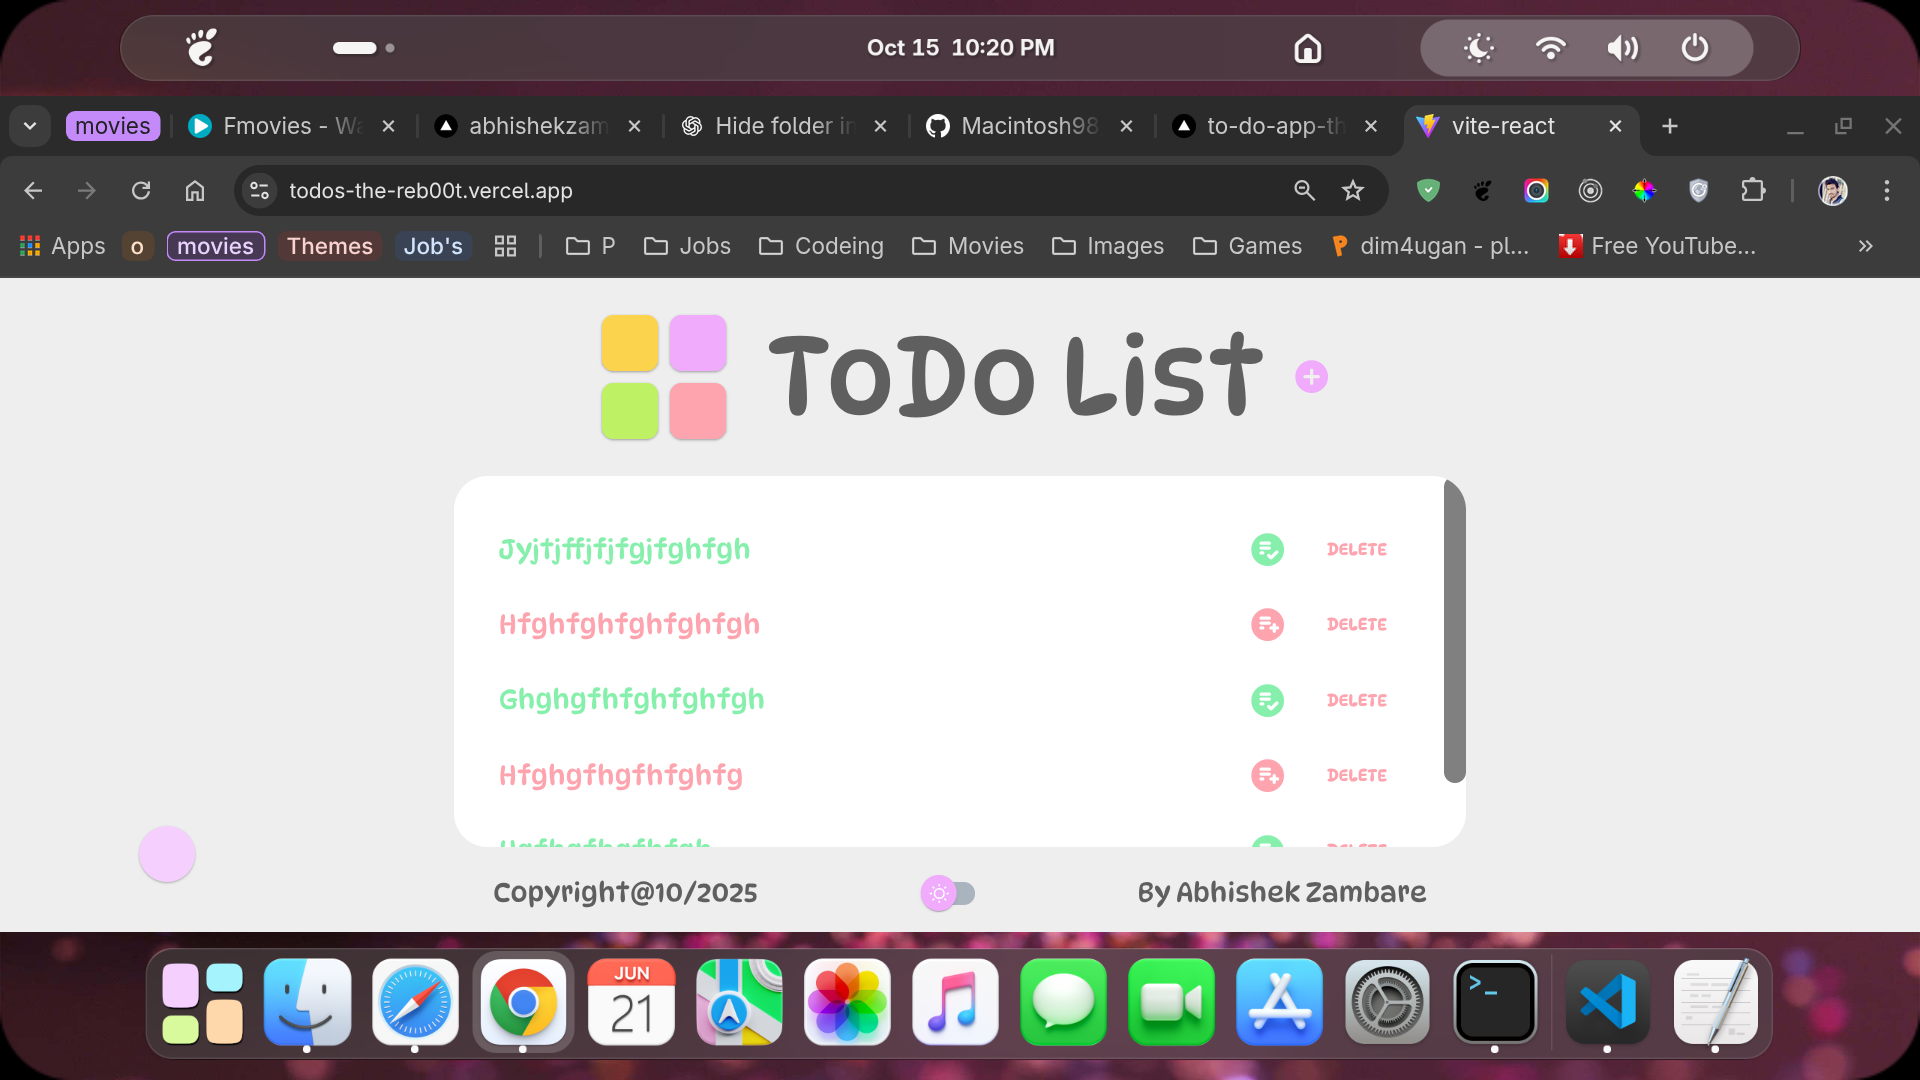 Oct 15 10:20 PM
movies Fmovies - Wa abhishekzam Hide folder in Macintosh98 to-do-app-th vite-react
todos-the-reb00t.vercel.app
Apps o movies Themes Job's P Jobs Codeing Movies Images Games dim4ugan - pl... Free YouTube...
ToDo List
Jyjtjffjfjfgjfghfgh DELETE
Hfghfghfghfghfgh DELETE
Ghghgfhfghfghfgh DELETE
Hfghgfhgfhfghfg DELETE
DELETE
Copyright@10/2025 By Abhishek Zambare
JUN
21
>_